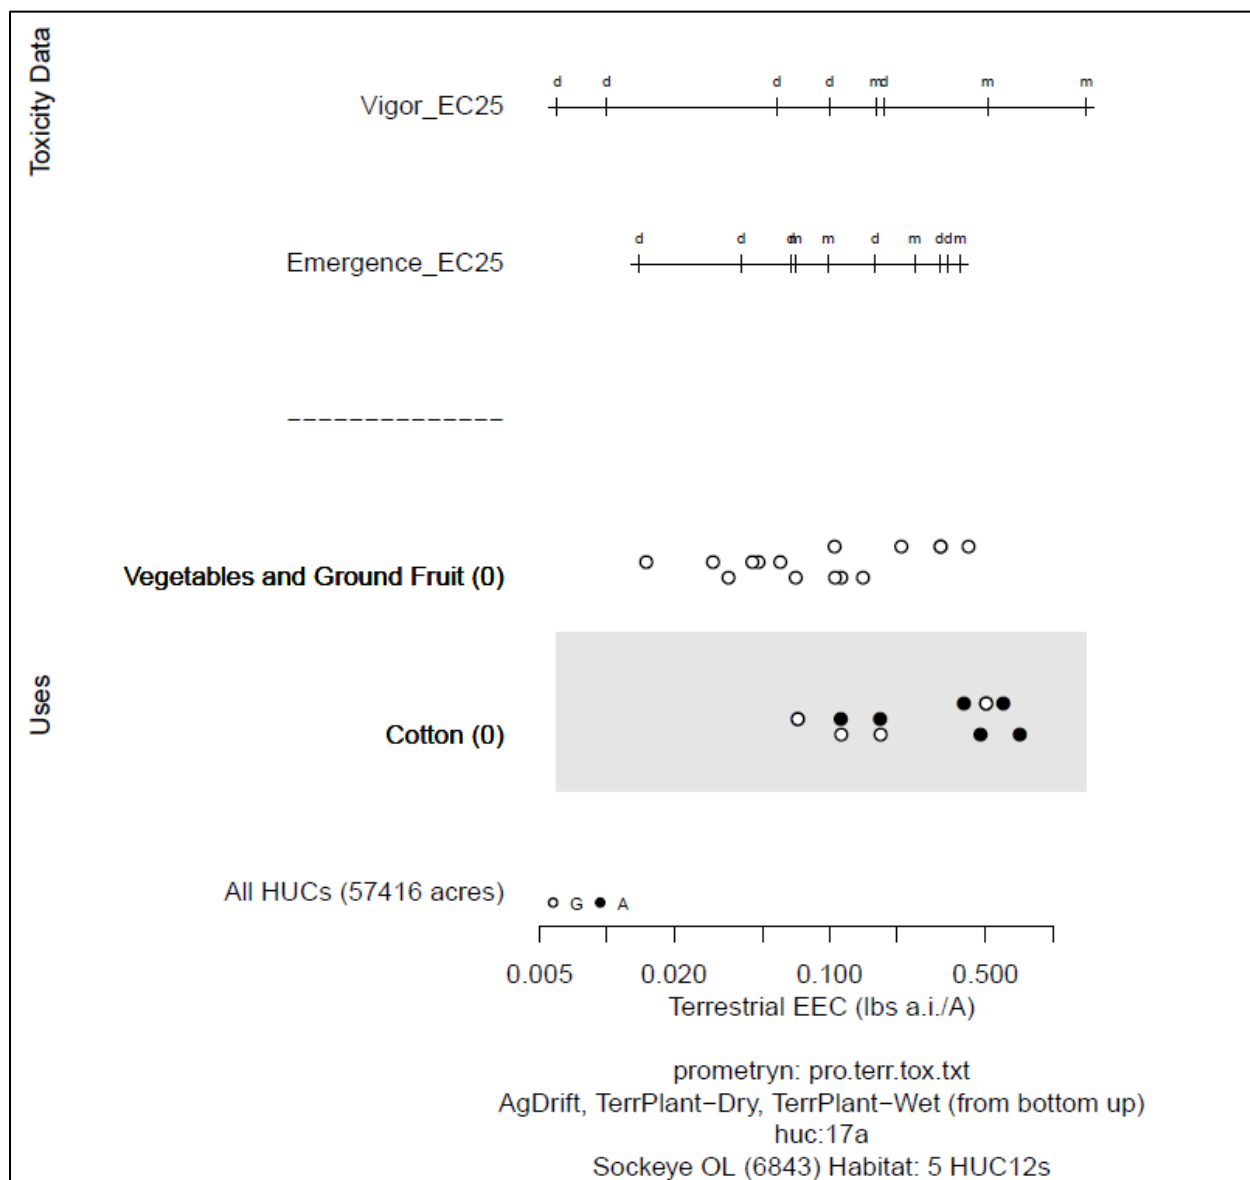 Toxicity Data
d d d d md m m
Vigor_EC25
d d dm m d m dd m
Emergence_EC25
--------------
Vegetables and Ground Fruit (0)
Uses
Cotton (0)
All HUCs (57416 acres)
G A
0.005 0.020 0.100 0.500
Terrestrial EEC (lbs a.i./A)
prometryn: pro.terr.tox.txt
AgDrift, TerrPlant−Dry, TerrPlant−Wet (from bottom up)
huc:17a
Sockeye OL (6843) Habitat: 5 HUC12s